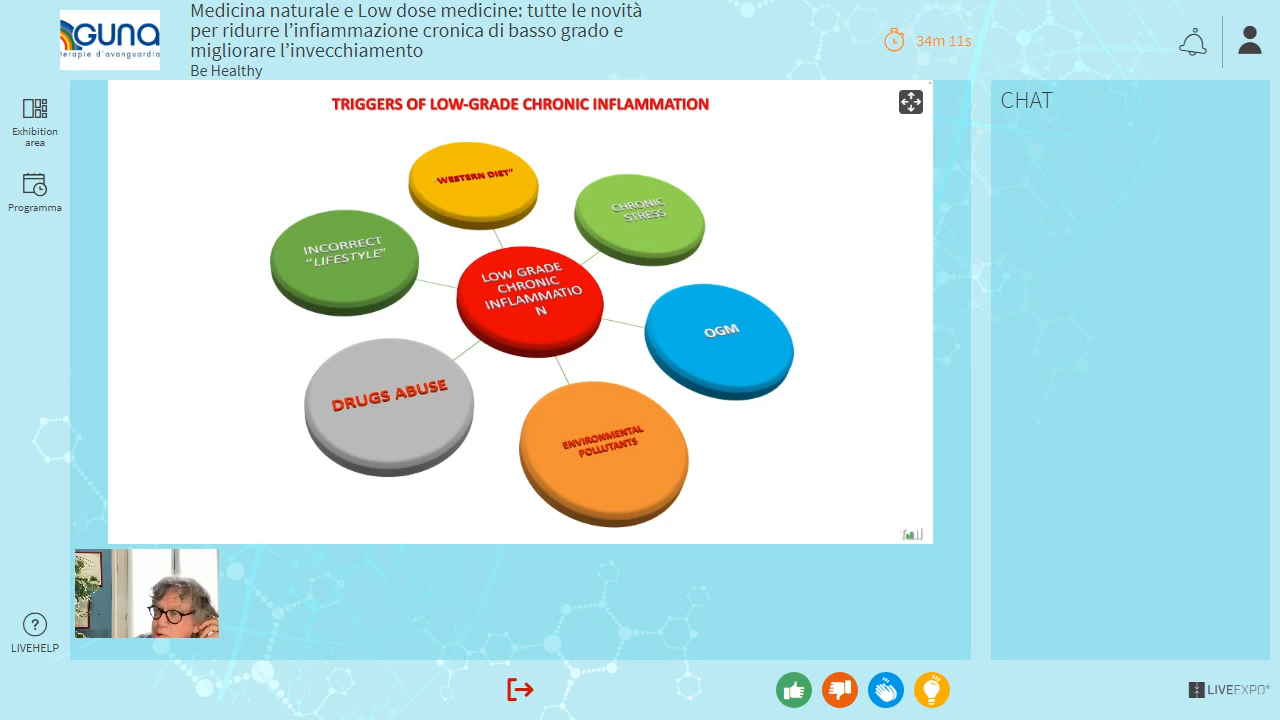 GUNA
terapie d'avanguardia
Medicina naturale e Low dose medicine: tutte le novità
per ridurre l'infiammazione cronica di basso grado e
migliorare l'invecchiamento
Be Healthy
34m 11s
Exhibition
area
Programma
LIVEHELP
TRIGGERS OF LOW-GRADE CHRONIC INFLAMMATION
"WESTERN DIET"
CHRONIC
STRESS
INCORRECT
"LIFESTYLE"
LOW GRADE
CHRONIC
INFLAMMATIO
N
OGM
DRUGS ABUSE
ENVIRONMENTAL
POLLUTANTS
CHAT
LIVEEXPO